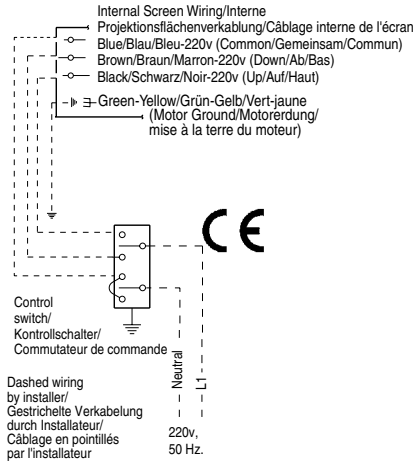 Internal Screen Wiring/Interne
Projektionsflächenverkablung/Câblage interne de l'écran
Blue/Blau/Bleu-220v (Common/Gemeinsam/Commun)
Brown/Braun/Marron-220v (Down/Ab/Bas)
Black/Schwarz/Noir-220v (Up/Auf/Haut)
Green-Yellow/Grün-Gelb/Vert-jaune
(Motor Ground/Motorerdung/
mise à la terre du moteur)
CE
Control
switch/
Kontrollschalter/
Commutateur de commande
Neutral
L1
Dashed wiring
by installer/
Gestrichelte Verkabelung
durch Installateur/
Câblage en pointillés
par l'installateur
220v,
50 Hz.